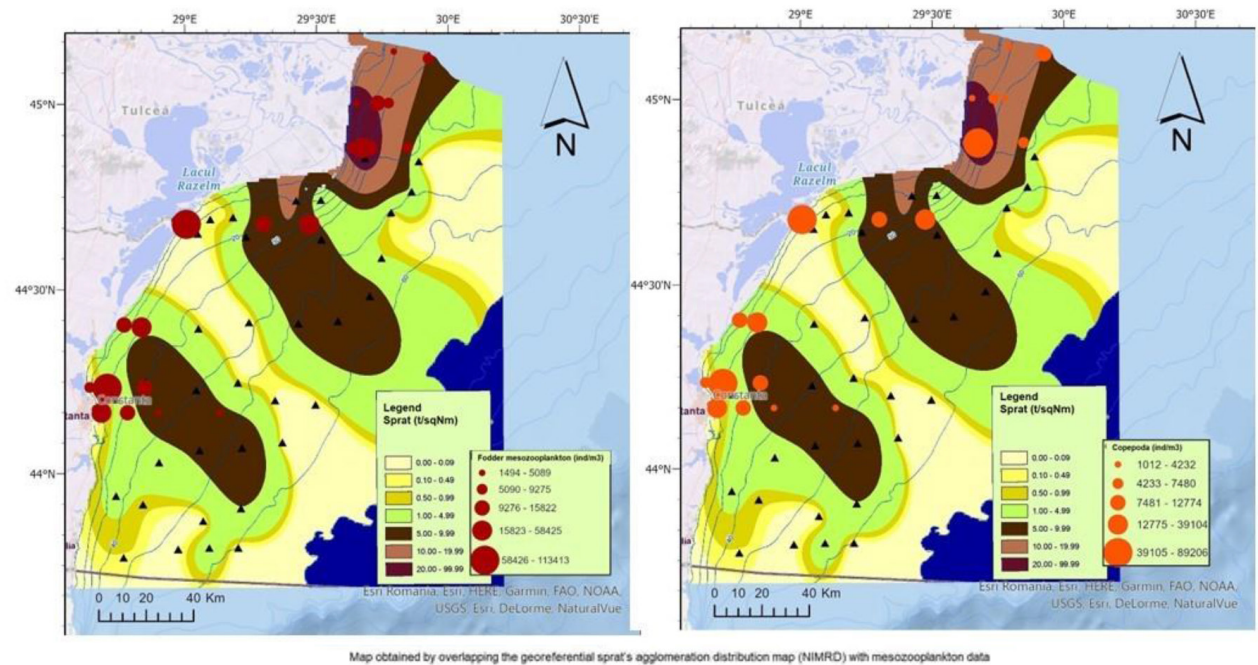 29°E 29°30'E 30°E 30°30'E
45°N
Tulcea
Lacul
Razelm
N
44°30'N
Constanta
tanta
44°N
lia
Legend
Sprat (t/sqNm)
0.00 - 0.09
0.10 - 0.49
0.50 - 0.99
1.00 - 4.99
5.00 - 9.99
10.00 - 19.99
20.00 - 99.99
Fodder mesozooplankton (ind/m3)
1494 - 5089
5090 - 9275
9276 - 15822
15823 - 58425
58426 - 113413
Esri Romania, Esri, HERE, Garmin, FAO, NOAA,
USGS, Esri, DeLorme, NaturalVue
0 10 20 40 Km
29°E 29°30'E 30°E 30°30'E
45°N
Tulcea
Lacul
Razelm
N
44°30'N
Constanta
tanta
44°N
lia
Legend
Sprat (t/sqNm)
0.00 - 0.09
0.10 - 0.49
0.50 - 0.99
1.00 - 4.99
5.00 - 9.99
10.00 - 19.99
20.00 - 99.99
Copepoda (ind/m3)
1012 - 4232
4233 - 7480
7481 - 12774
12775 - 39104
39105 - 89206
Esri Romania, Esri, HERE, Garmin, FAO, NOAA,
USGS, Esri, DeLorme, NaturalVue
0 10 20 40 Km
Map obtained by overlapping the georeferential sprat's agglomeration distribution map (NIMRD) with mesozooplankton data